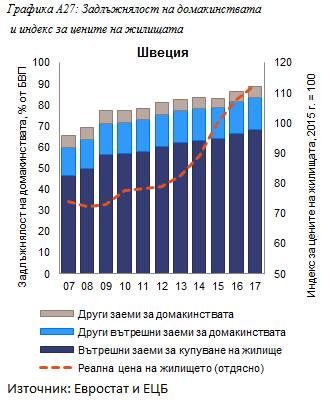 Графика A27: Задлъжнялост на домакинствата
и индекс за цените на жилищата
Швеция
Задлъжнялост на домакинствата, % от БВП
100
90
80
70
60
50
40
30
20
10
0
120
110
100
90
80
70
60
50
Индекс за цените на жилищата, 2015 г. = 100
07 08 09 10 11 12 13 14 15 16 17
Други заеми за домакинствата
Други вътрешни заеми за домакинствата
Вътрешни заеми за купуване на жилище
Реална цена на жилището (отдясно)
Източник: Евростат и ЕЦБ